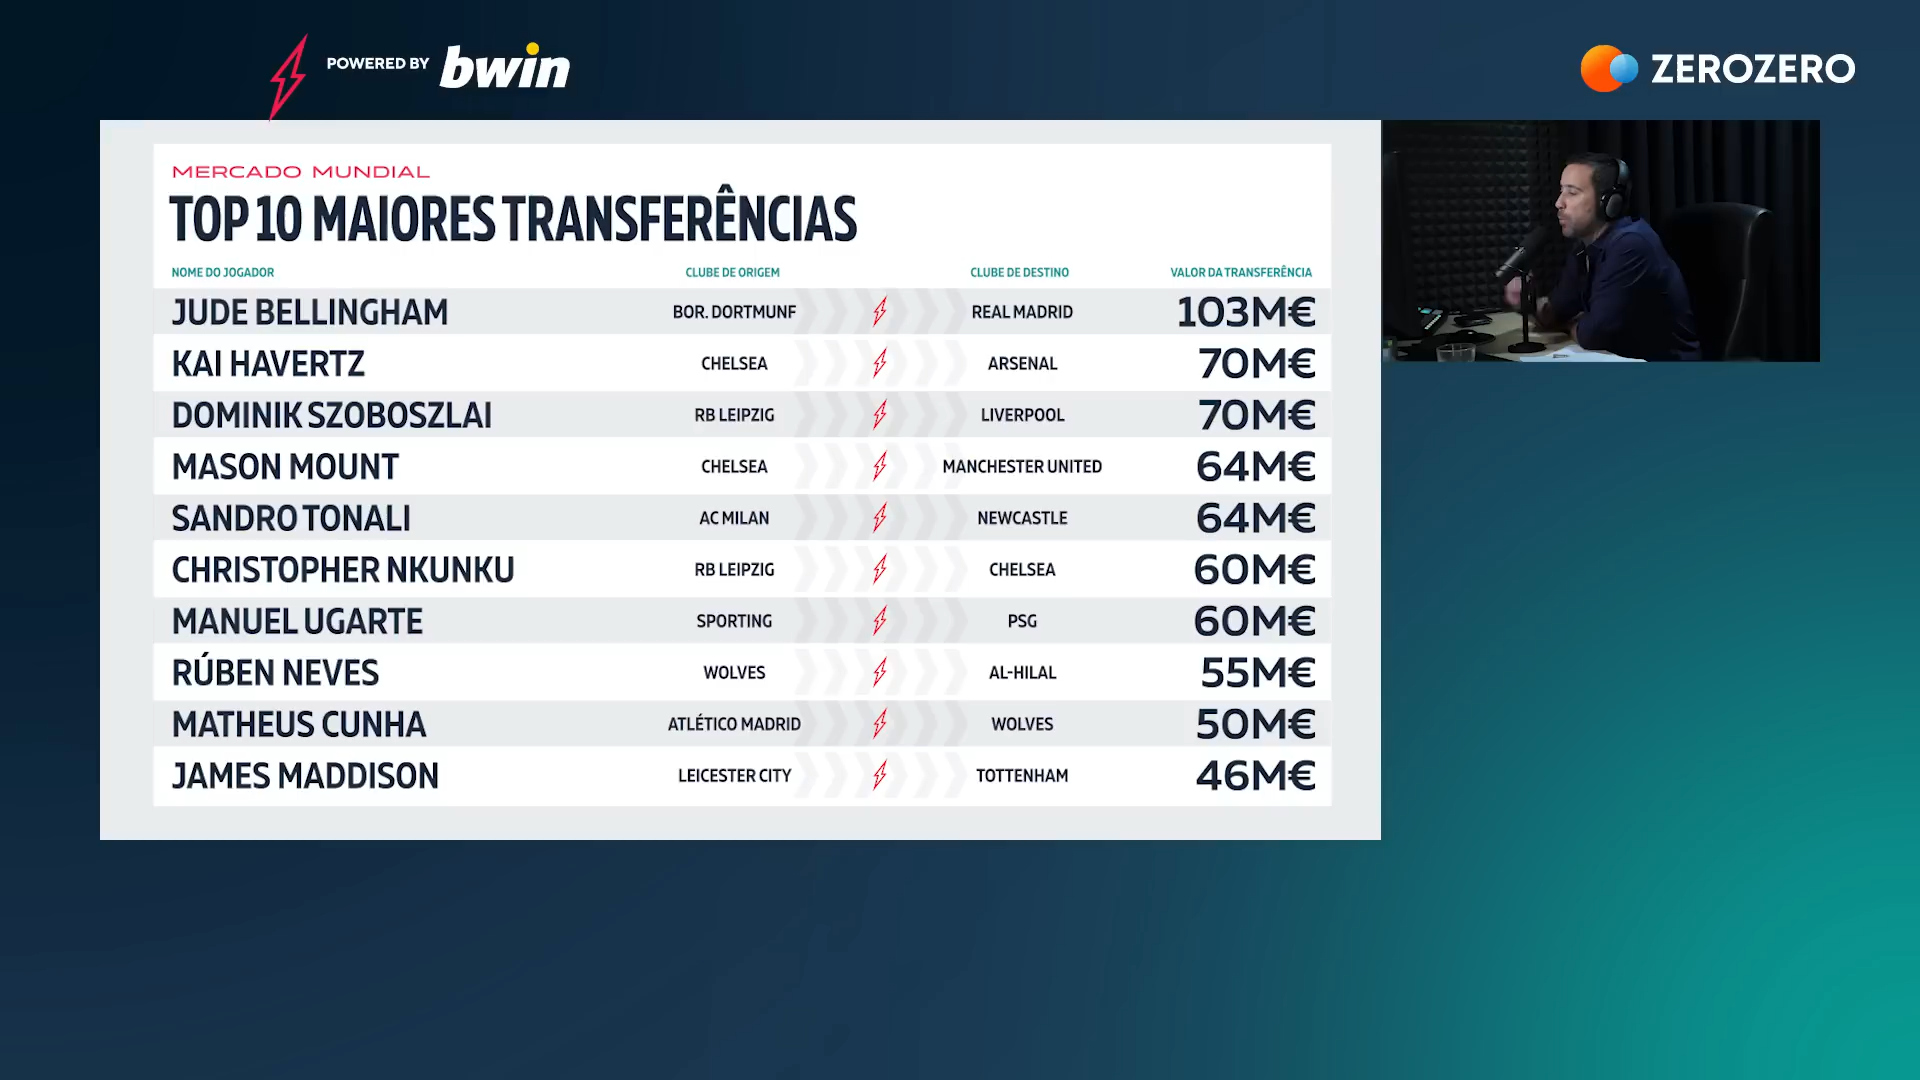 POWERED BY bwin
ZEROZERO
MERCADO MUNDIAL
TOP 10 MAIORES TRANSFERÊNCIAS
NOME DO JOGADOR CLUBE DE ORIGEM CLUBE DE DESTINO VALOR DA TRANSFERÊNCIA
JUDE BELLINGHAM BOR. DORTMUNF REAL MADRID 103M€
KAI HAVERTZ CHELSEA ARSENAL 70M€
DOMINIK SZOBOSZLAI RB LEIPZIG LIVERPOOL 70M€
MASON MOUNT CHELSEA MANCHESTER UNITED 64M€
SANDRO TONALI AC MILAN NEWCASTLE 64M€
CHRISTOPHER NKUNKU RB LEIPZIG CHELSEA 60M€
MANUEL UGARTE SPORTING PSG 60M€
RÚBEN NEVES WOLVES AL-HILAL 55M€
MATHEUS CUNHA ATLÉTICO MADRID WOLVES 50M€
JAMES MADDISON LEICESTER CITY TOTTENHAM 46M€